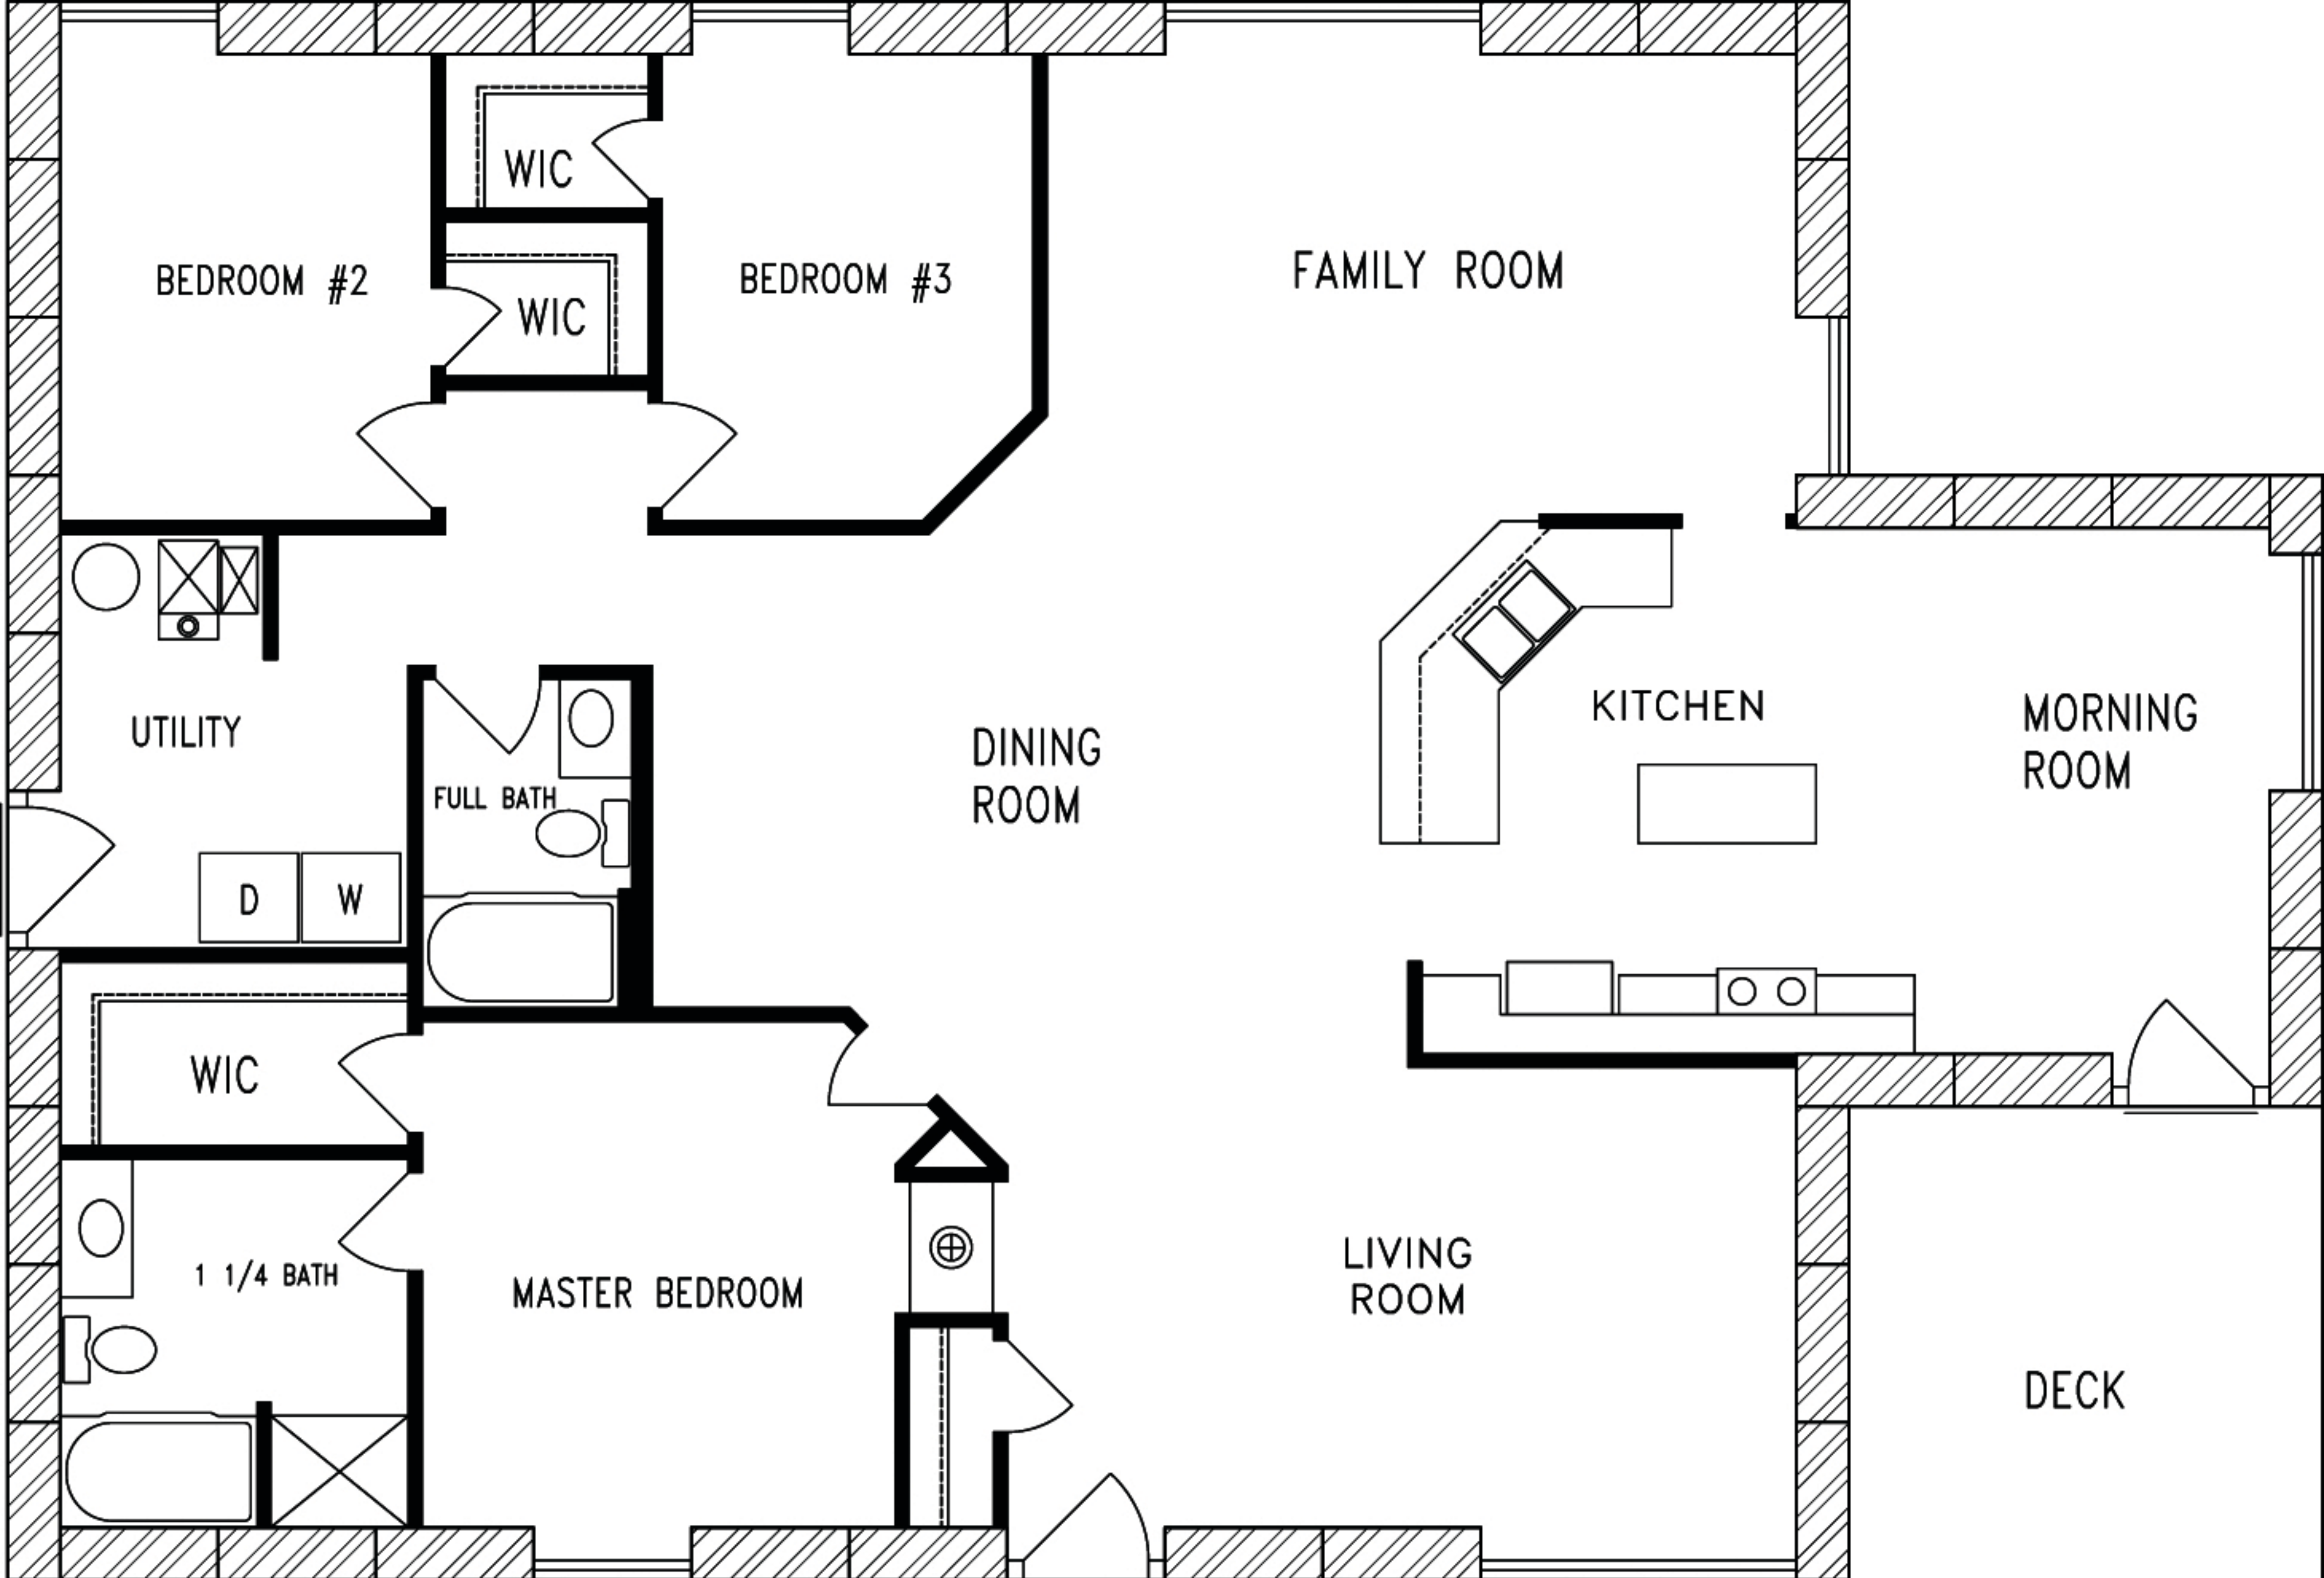 WIC
BEDROOM #2
WIC
BEDROOM #3
FAMILY ROOM
UTILITY
FULL BATH
D
W
DINING
ROOM
KITCHEN
MORNING
ROOM
WIC
1 1/4 BATH
MASTER BEDROOM
LIVING
ROOM
DECK